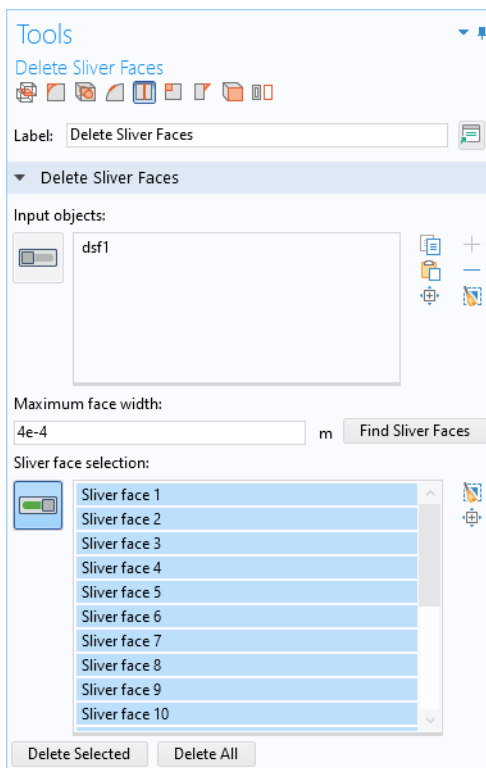 Tools
Delete Sliver Faces
Label: Delete Sliver Faces
Delete Sliver Faces
Input objects:
dsf1
Maximum face width:
4e-4 m Find Sliver Faces
Sliver face selection:
Sliver face 1
Sliver face 2
Sliver face 3
Sliver face 4
Sliver face 5
Sliver face 6
Sliver face 7
Sliver face 8
Sliver face 9
Sliver face 10
Delete Selected Delete All